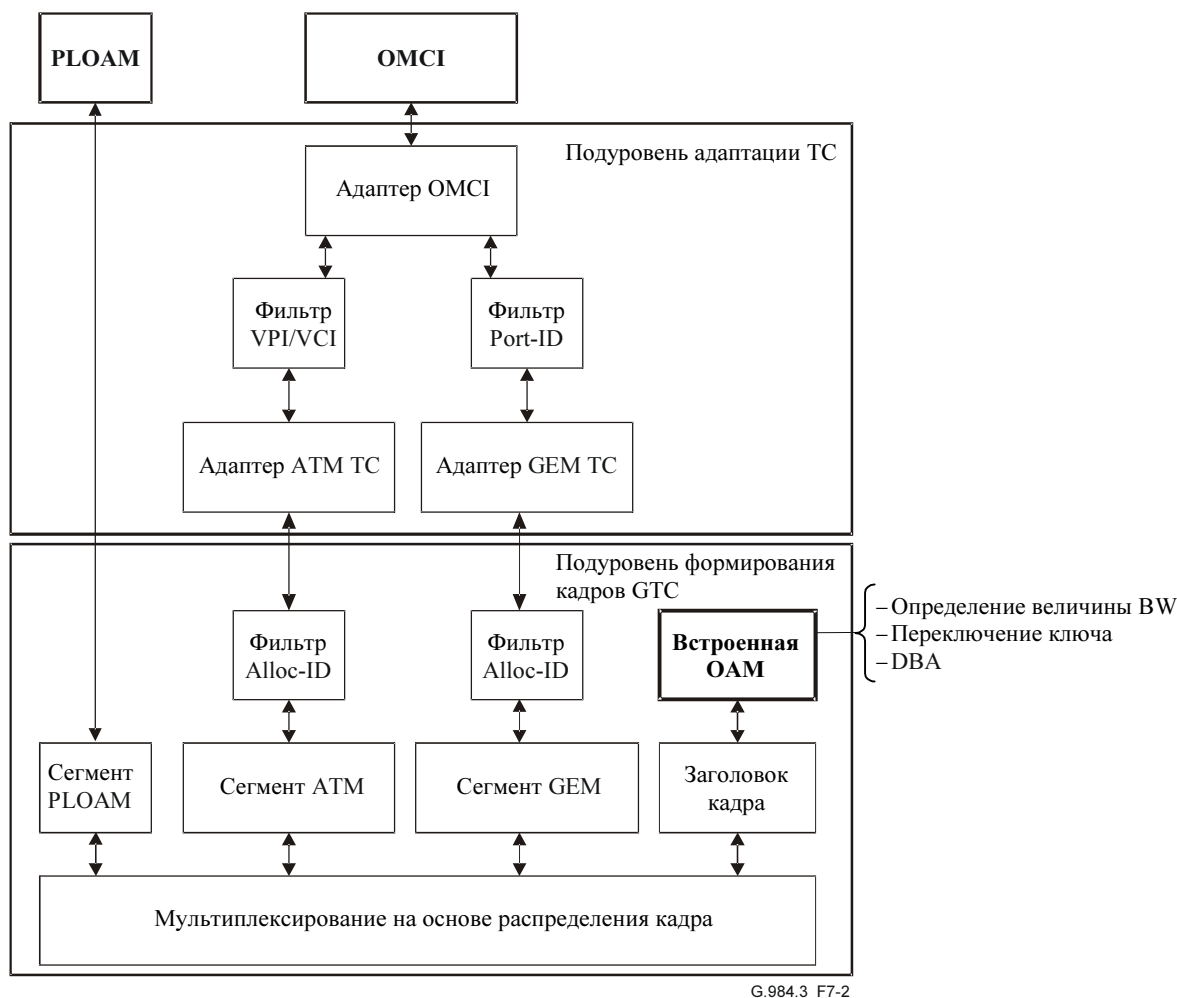 PLOAM
OMCI
Подуровень адаптации TC
Адаптер OMCI
Фильтр
VPI/VCI
Фильтр
Port-ID
Адаптер ATM TC
Адаптер GEM TC
Подуровень формирования
кадров GTC
–Определение величины BW
–Переключение ключа
–DBA
Фильтр
Alloc-ID
Фильтр
Alloc-ID
Встроенная
OAM
Сегмент
PLOAM
Сегмент ATM
Сегмент GEM
Заголовок
кадра
Мультиплексирование на основе распределения кадра
G.984.3 F7-2